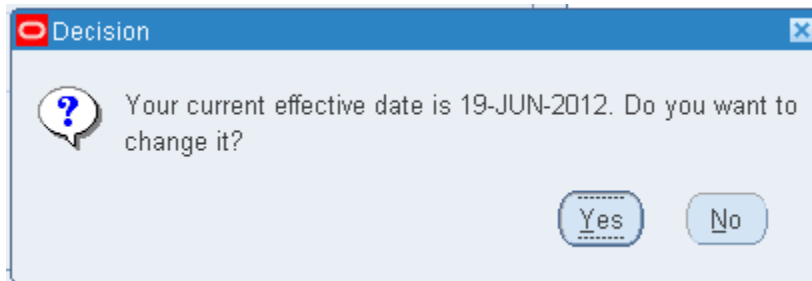 Decision
Your current effective date is 19-JUN-2012. Do you want to
change it?
Yes No